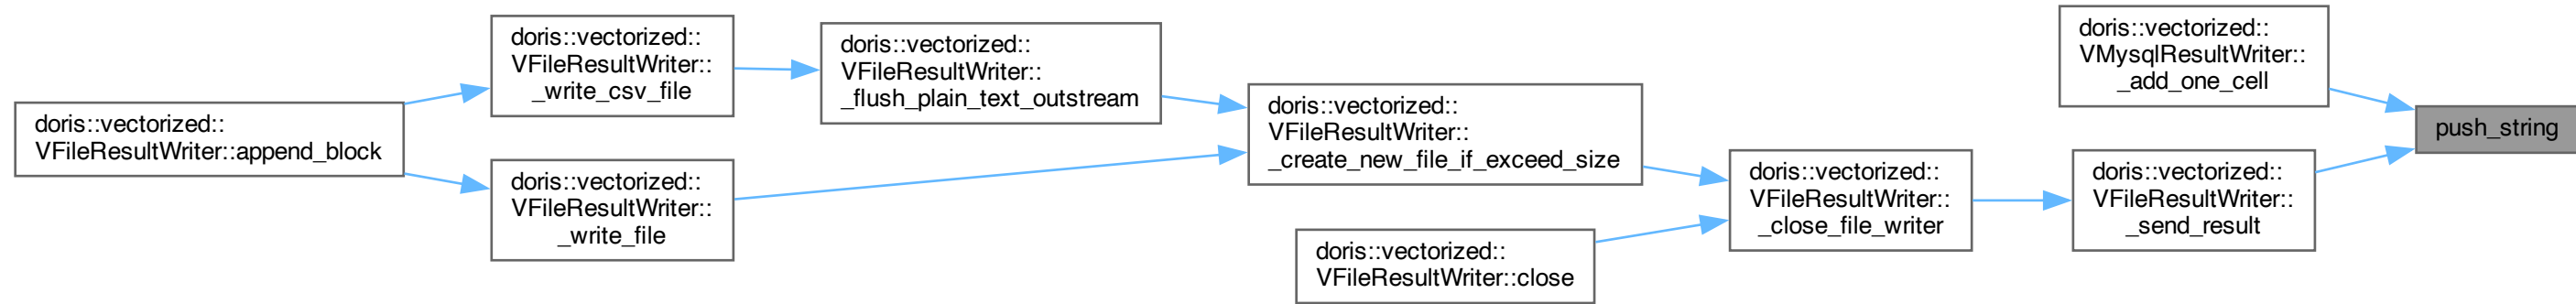 doris::vectorized::
VFileResultWriter::append_block
doris::vectorized::
VFileResultWriter::
_write_csv_file
doris::vectorized::
VFileResultWriter::
_write_file
doris::vectorized::
VFileResultWriter::
_flush_plain_text_outstream
doris::vectorized::
VFileResultWriter::
_create_new_file_if_exceed_size
doris::vectorized::
VFileResultWriter::close
doris::vectorized::
VFileResultWriter::
_close_file_writer
doris::vectorized::
VMysqlResultWriter::
_add_one_cell
doris::vectorized::
VFileResultWriter::
_send_result
push_string